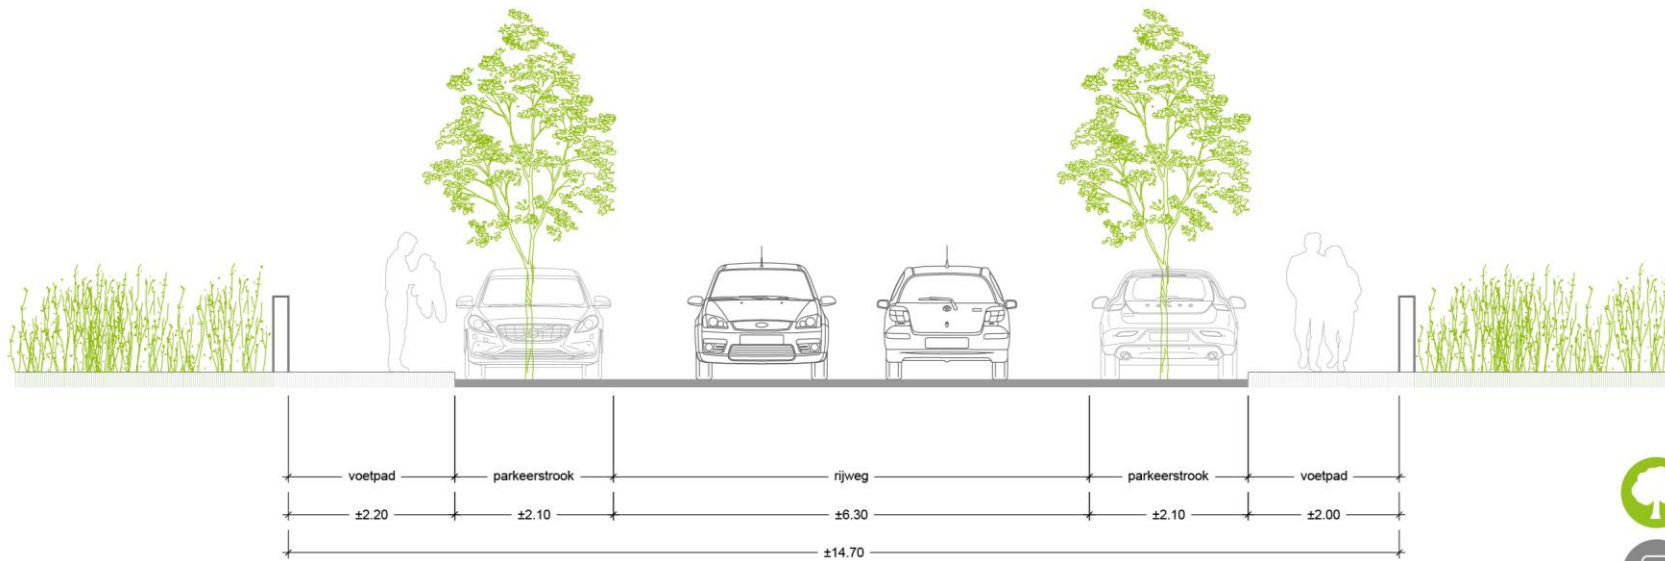 voetpad parkeerstrook rijweg parkeerstrook voetpad
±2.20 ±2.10 ±6.30 ±2.10 ±2.00
±14.70